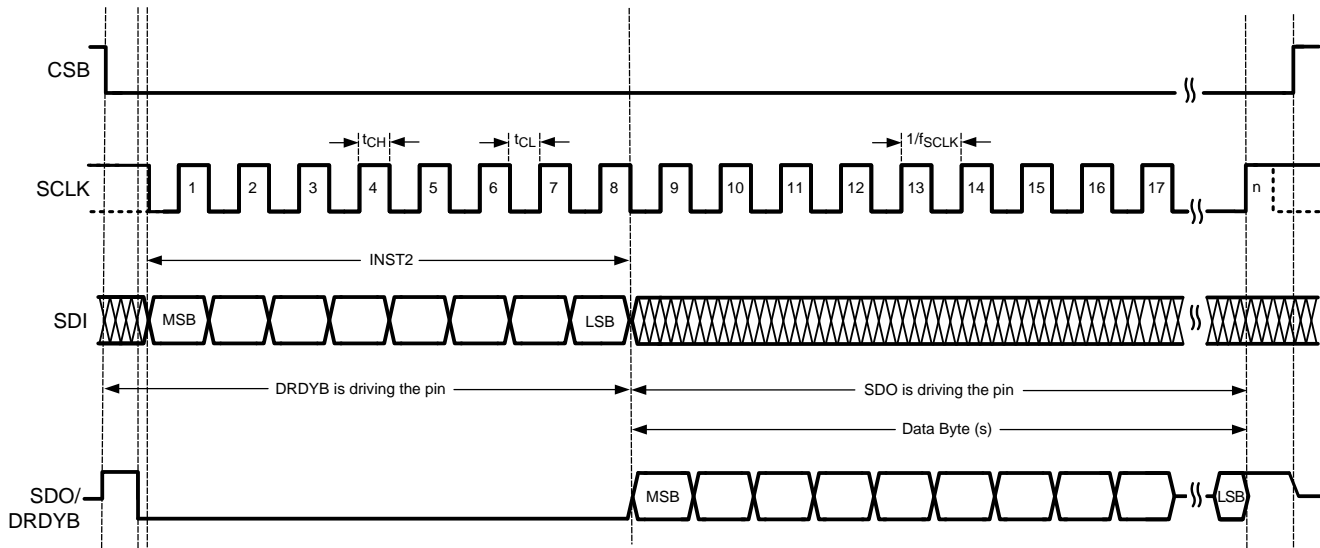 CSB
tCH
tCL
1/fSCLK
SCLK
1 2 3 4 5 6 7 8 9 10 11 12 13 14 15 16 17 n
INST2
SDI
MSB LSB
DRDYB is driving the pin
SDO is driving the pin
Data Byte (s)
SDO/
DRDYB
MSB LSB